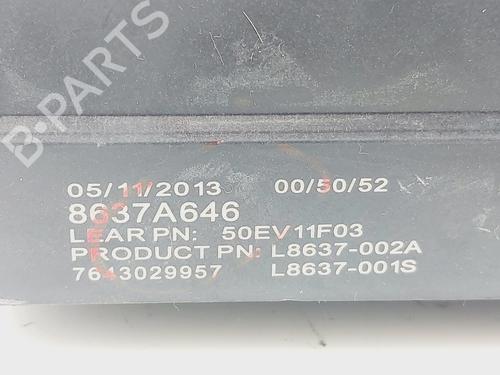 B-PARTS
05/11/2013 00/50/52
8637A646
LEAR PN: 50EV11F03
PRODUCT PN: L8637-002A
7643029957 L8637-001S